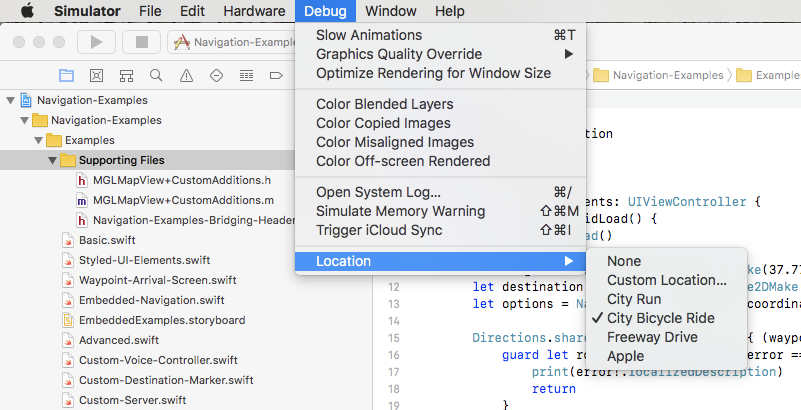 Simulator File Edit Hardware Debug Window Help
Slow Animations ⌘T
Graphics Quality Override ▶
Optimize Rendering for Window Size
Color Blended Layers
Color Copied Images
Color Misaligned Images
Color Off-screen Rendered
Open System Log... ⌘/
Simulate Memory Warning ⇧⌘M
Trigger iCloud Sync ⇧⌘I
Location ▶
None
Custom Location...
City Run
✓ City Bicycle Ride
Freeway Drive
Apple
Navigation-Example
Navigation-Examples
Navigation-Examples
Examples
Supporting Files
MGLMapView+CustomAdditions.h
MGLMapView+CustomAdditions.m
Navigation-Examples-Bridging-Header
Basic.swift
Styled-UI-Elements.swift
Waypoint-Arrival-Screen.swift
Embedded-Navigation.swift
EmbeddedExamples.storyboard
Advanced.swift
Custom-Voice-Controller.swift
Custom-Destination-Marker.swift
Custom-Server.swift
Navigation-Examples Example
tion
ents: UIViewController {
idLoad() {
ad()
ke(37.77
12 let destination e2DMake
13 let options = Na coordina
14
15 Directions.share { (waypo
16 guard let ro error ==
17 print(error!.localizedDescription)
18 return
19 }